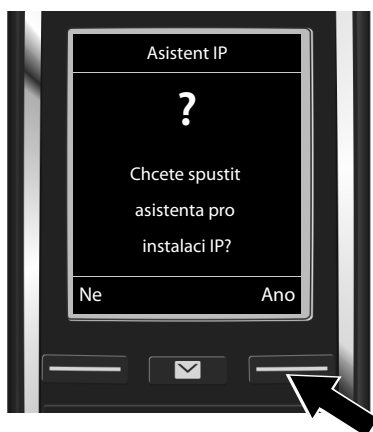 Asistent IP
?
Chcete spustit
asistenta pro
instalaci IP?
Ne Ano